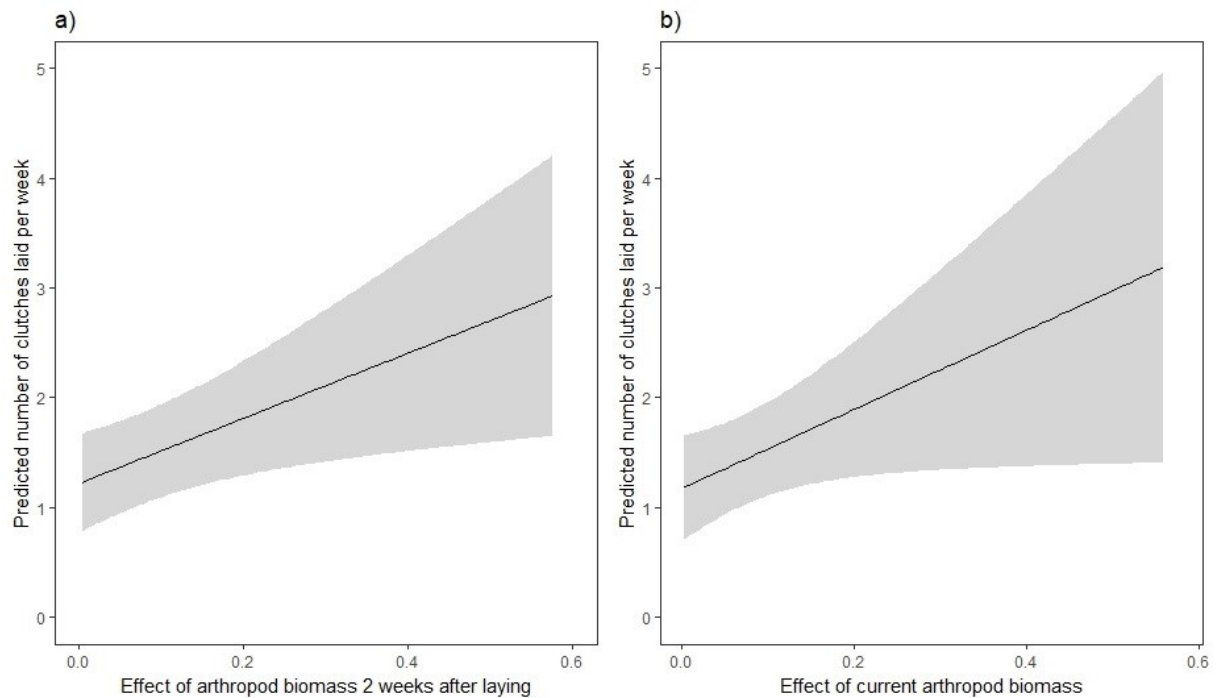 a)
Predicted number of clutches laid per week
5
4
3
2
1
0
0.0 0.2 0.4 0.6
Effect of arthropod biomass 2 weeks after laying
b)
Predicted number of clutches laid per week
5
4
3
2
1
0
0.0 0.2 0.4 0.6
Effect of current arthropod biomass